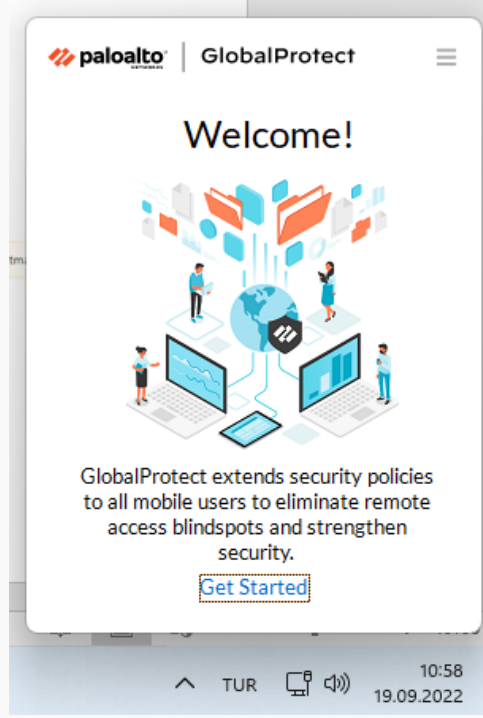 paloalto GlobalProtect
NETWORKS
Welcome!
GlobalProtect extends security policies
to all mobile users to eliminate remote
access blindspots and strengthen
security.
Get Started
TUR
10:58
19.09.2022